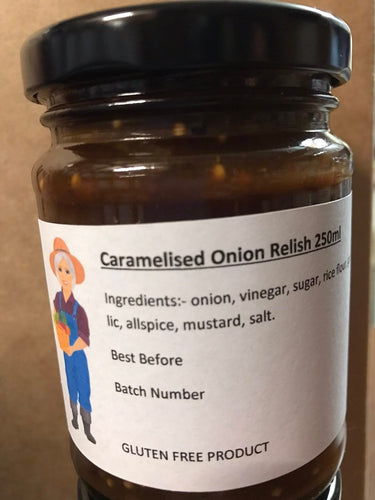 Caramelised Onion Relish 250ml
Ingredients:- onion, vinegar, sugar, rice flour
lic, allspice, mustard, salt.
Best Before
Batch Number
GLUTEN FREE PRODUCT